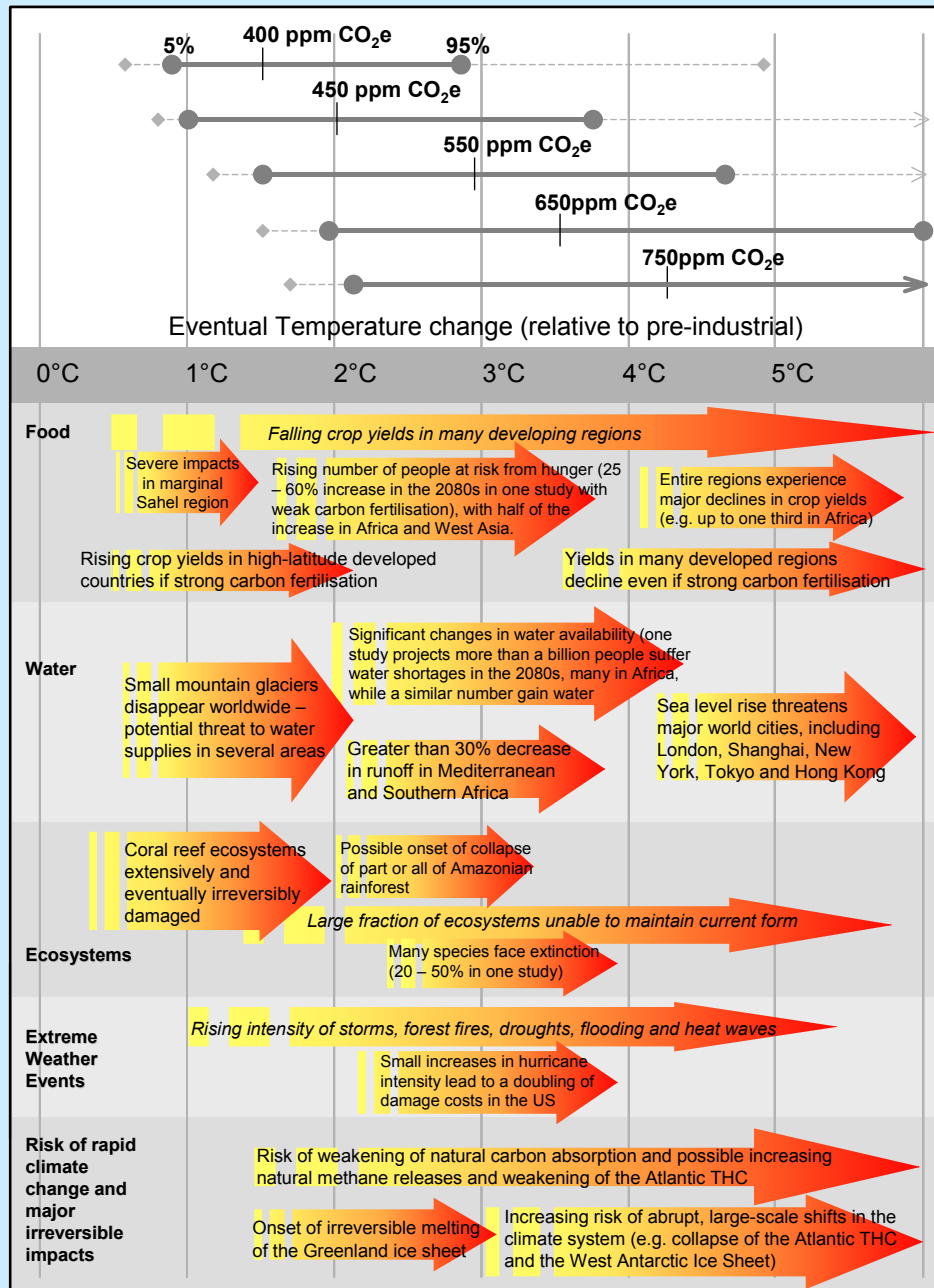 5%
400 ppm CO2e
95%
450 ppm CO2e
550 ppm CO2e
650ppm CO2e
750ppm CO2e
Eventual Temperature change (relative to pre-industrial)
0°C 1°C 2°C 3°C 4°C 5°C
Food
Falling crop yields in many developing regions
Severe impacts
in marginal
Sahel region
Rising number of people at risk from hunger (25
– 60% increase in the 2080s in one study with
weak carbon fertilisation), with half of the
increase in Africa and West Asia.
Entire regions experience
major declines in crop yields
(e.g. up to one third in Africa)
Rising crop yields in high-latitude developed
countries if strong carbon fertilisation
Yields in many developed regions
decline even if strong carbon fertilisation
Water
Small mountain glaciers
disappear worldwide –
potential threat to water
supplies in several areas
Significant changes in water availability (one
study projects more than a billion people suffer
water shortages in the 2080s, many in Africa,
while a similar number gain water
Greater than 30% decrease
in runoff in Mediterranean
and Southern Africa
Sea level rise threatens
major world cities, including
London, Shanghai, New
York, Tokyo and Hong Kong
Ecosystems
Coral reef ecosystems
extensively and
eventually irreversibly
damaged
Possible onset of collapse
of part or all of Amazonian
rainforest
Large fraction of ecosystems unable to maintain current form
Many species face extinction
(20 – 50% in one study)
Extreme
Weather
Events
Rising intensity of storms, forest fires, droughts, flooding and heat waves
Small increases in hurricane
intensity lead to a doubling of
damage costs in the US
Risk of rapid
climate
change and
major
irreversible
impacts
Risk of weakening of natural carbon absorption and possible increasing
natural methane releases and weakening of the Atlantic THC
Onset of irreversible melting
of the Greenland ice sheet
Increasing risk of abrupt, large-scale shifts in the
climate system (e.g. collapse of the Atlantic THC
and the West Antarctic Ice Sheet)